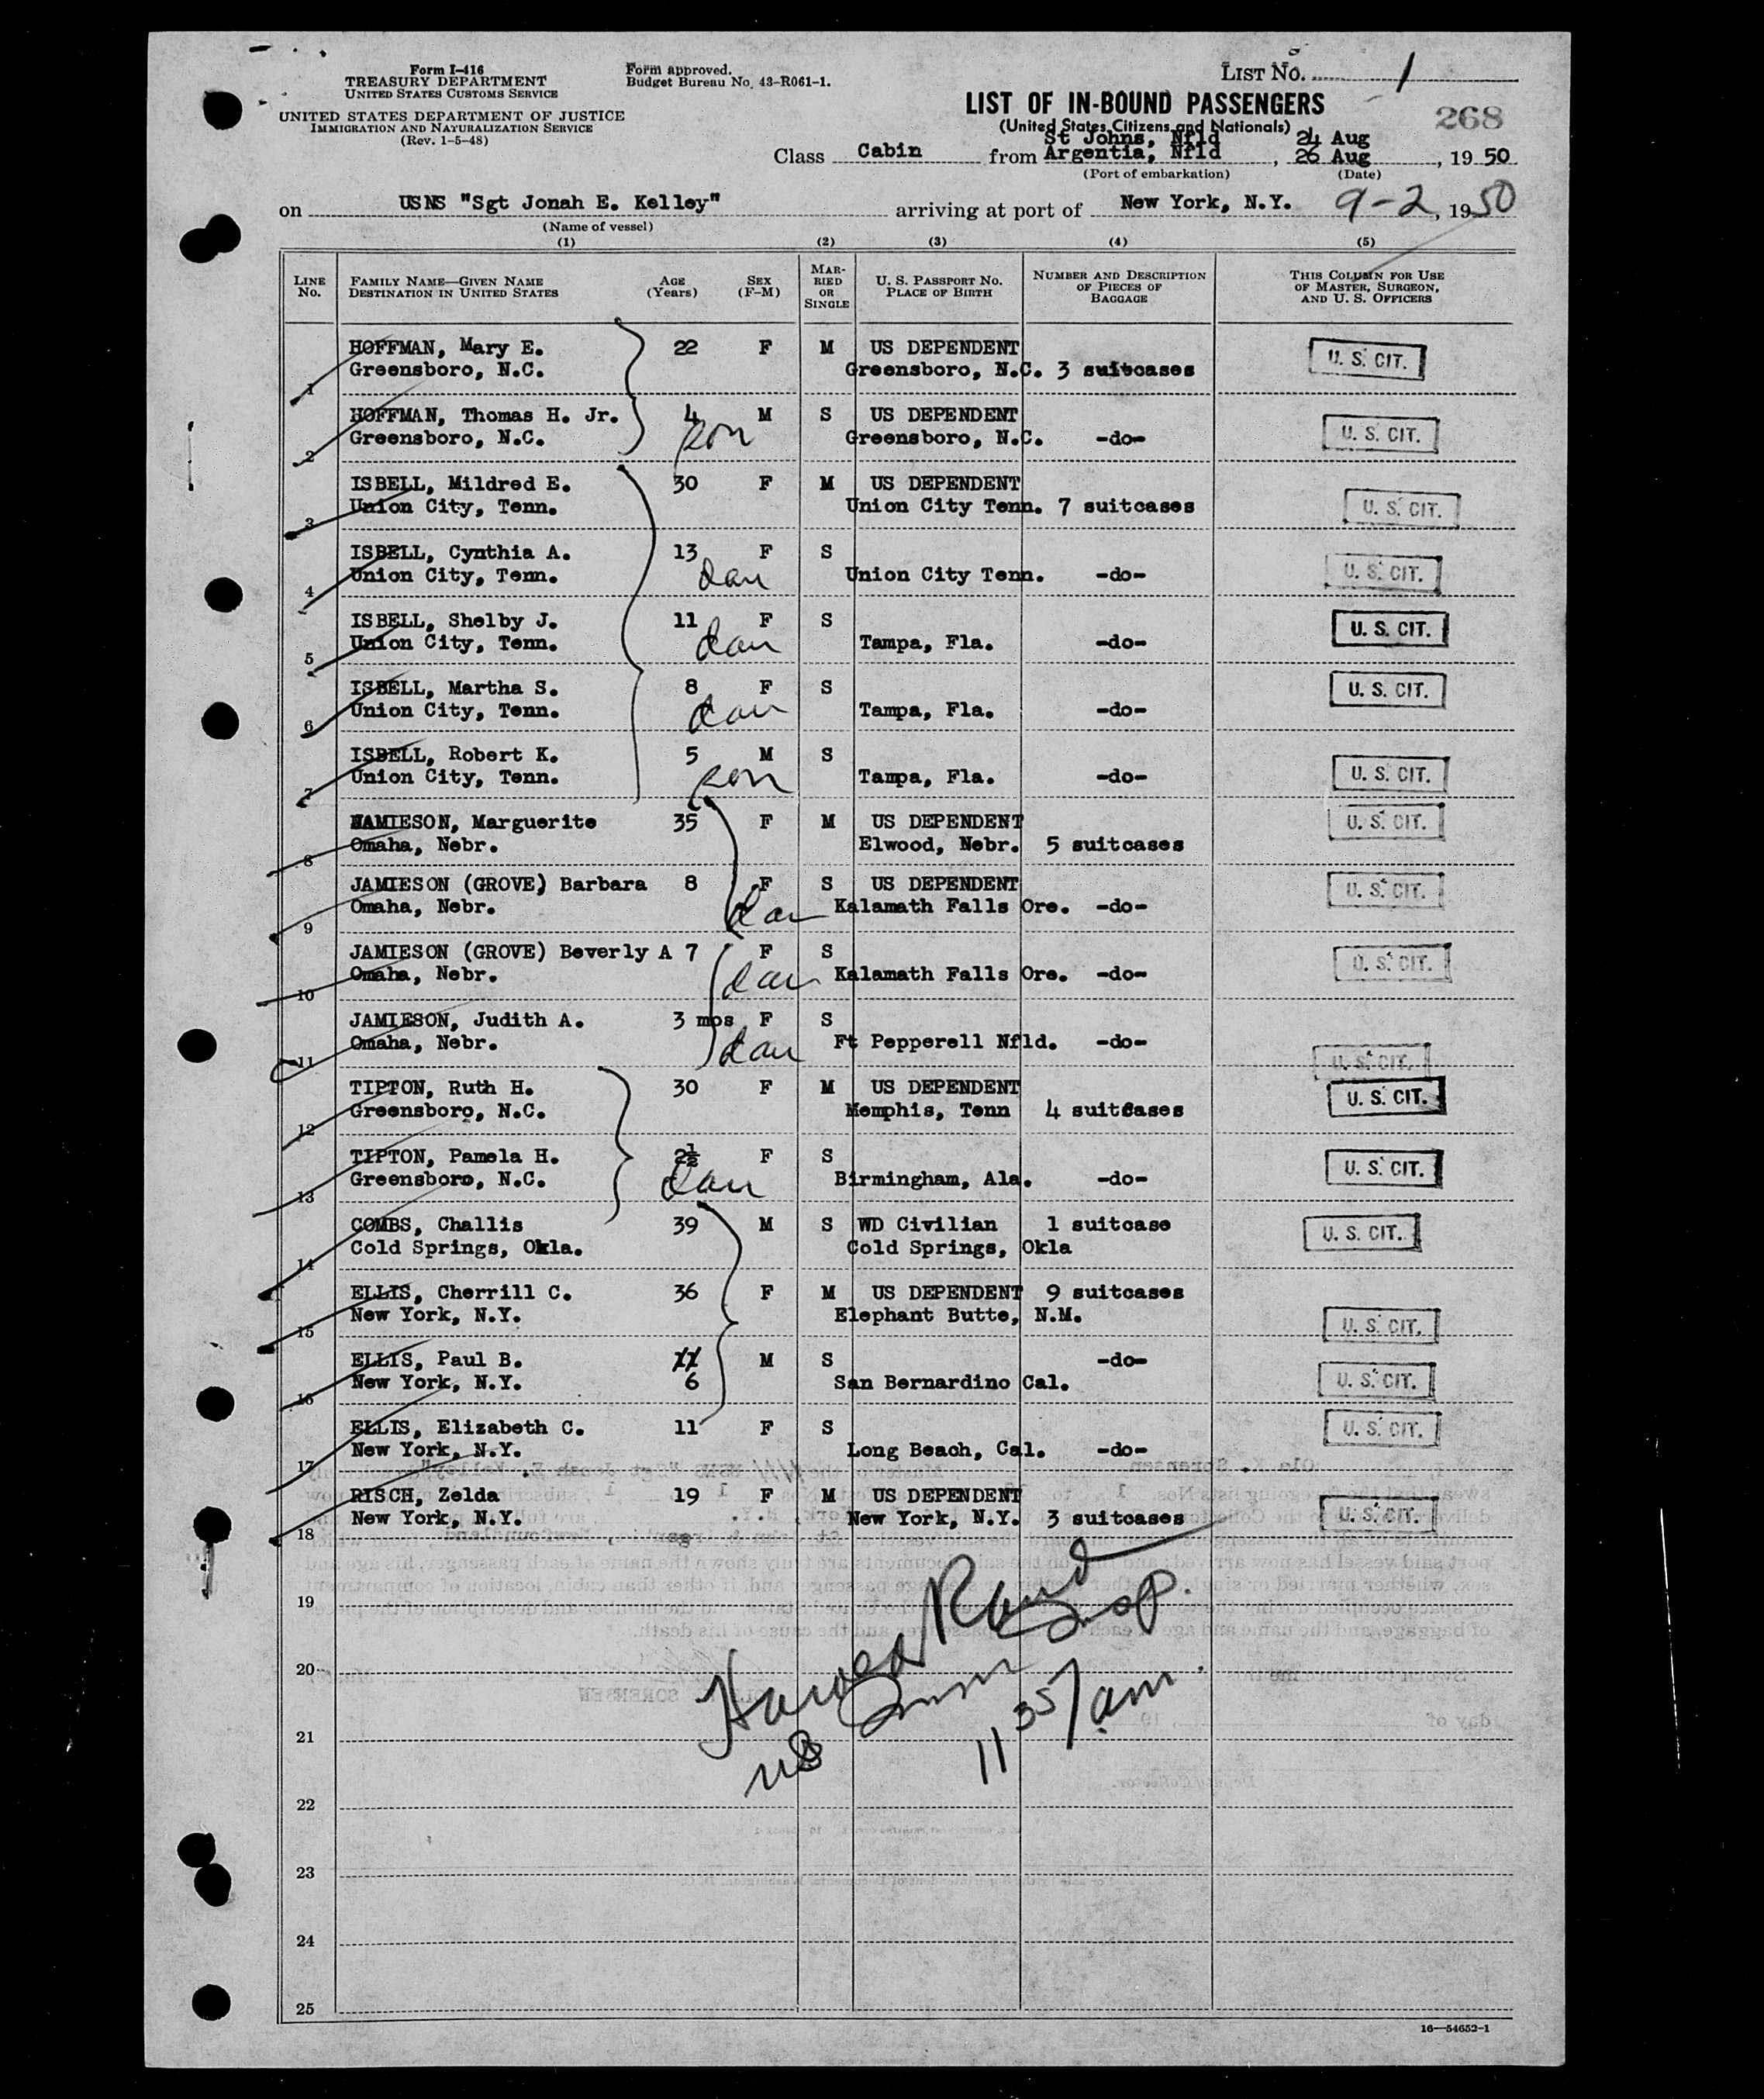 Form I-416
TREASURY DEPARTMENT
UNITED STATES CUSTOMS SERVICE
UNITED STATES DEPARTMENT OF JUSTICE
IMMIGRATION AND NATURALIZATION SERVICE
(Rev. 1-5-48)
Form approved.
Budget Bureau No. 43-R061-1.
LIST NO. 1
LIST OF IN-BOUND PASSENGERS
268
(United States Citizens and Nationals)
St Johns, Nfld 24 Aug
Class Cabin from Argentia, Nfld, 26 Aug, 19 50
(Port of embarkation) (Date)
on USNS "Sgt Jonah E. Kelley" arriving at port of New York, N.Y. 9-2, 1950
(Name of vessel)
(1) (2) (3) (4) (5)
LINE No. FAMILY NAME—GIVEN NAME DESTINATION IN UNITED STATES AGE (Years) SEX (F-M) MARRIED OR SINGLE U. S. PASSPORT NO. PLACE OF BIRTH NUMBER AND DESCRIPTION OF PIECES OF BAGGAGE THIS COLUMN FOR USE OF MASTER, SURGEON, AND U. S. OFFICERS
HOFFMAN, Mary E. 22 F M US DEPENDENT U. S. CIT.
1 Greensboro, N.C. Greensboro, N.C. 3 suitcases
HOFFMAN, Thomas H. Jr. 4 M S US DEPENDENT U. S. CIT.
2 Greensboro, N.C. son Greensboro, N.C. -do-
ISBELL, Mildred E. 30 F M US DEPENDENT
3 Union City, Tenn. Union City Tenn. 7 suitcases U. S. CIT.
ISBELL, Cynthia A. 13 F S
4 Union City, Tenn. dau Union City Tenn. -do- U. S. CIT.
ISBELL, Shelby J. 11 F S U. S. CIT.
5 Union City, Tenn. dau Tampa, Fla. -do-
ISBELL, Martha S. 8 F S U. S. CIT.
6 Union City, Tenn. dau Tampa, Fla. -do-
ISBELL, Robert K. 5 M S
7 Union City, Tenn. son Tampa, Fla. -do- U. S. CIT.
JAMIESON, Marguerite 35 F M US DEPENDENT U. S. CIT.
8 Omaha, Nebr. Elwood, Nebr. 5 suitcases
JAMIESON (GROVE) Barbara 8 F S US DEPENDENT U. S. CIT.
9 Omaha, Nebr. dau Kalamath Falls Ore. -do-
JAMIESON (GROVE) Beverly A 7 F S U. S. CIT.
10 Omaha, Nebr. dau Kalamath Falls Ore. -do-
JAMIESON, Judith A. 3 mos F S
11 Omaha, Nebr. dau Ft Pepperell Nfld. -do- U. S. CIT.
TIPTON, Ruth H. 30 F M US DEPENDENT U. S. CIT.
12 Greensboro, N.C. Memphis, Tenn 4 suitcases
TIPTON, Pamela H. 2½ F S U. S. CIT.
13 Greensboro, N.C. dau Birmingham, Ala. -do-
COMBS, Challis 39 M S WD Civilian 1 suitcase U. S. CIT.
14 Cold Springs, Okla. Cold Springs, Okla
ELLIS, Cherrill C. 36 F M US DEPENDENT 9 suitcases
15 New York, N.Y. Elephant Butte, N.M. U. S. CIT.
ELLIS, Paul B. 11 M S -do-
16 New York, N.Y. 6 San Bernardino Cal. U. S. CIT.
ELLIS, Elizabeth C. 11 F S U. S. CIT.
17 New York, N.Y. Long Beach, Cal. -do-
RISCH, Zelda 19 F M US DEPENDENT
18 New York, N.Y. New York, N.Y. 3 suitcases U. S. CIT.
19
20
21
22
23
24
25
Harold Rand
US Imm Insp.
11 35/am
16—54652-1